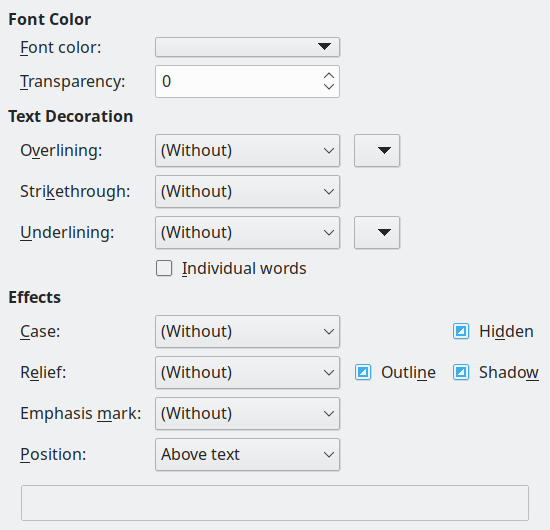 Font Color
Font color:
Transparency: 0
Text Decoration
Overlining: (Without)
Strikethrough: (Without)
Underlining: (Without)
Individual words
Effects
Case: (Without) Hidden
Relief: (Without) Outline Shadow
Emphasis mark: (Without)
Position: Above text